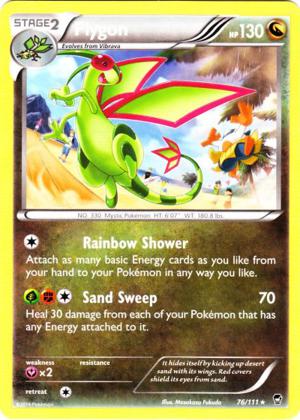 STAGE2
Flygon
HP130
Evolves from Vibrava
NO. 330 Mystic Pokémon HT: 6'07" WT: 180.8 lbs.
Rainbow Shower
Attach as many basic Energy cards as you like from
your hand to your Pokémon in any way you like.
Sand Sweep 70
Heal 30 damage from each of your Pokémon that has
any Energy attached to it.
weakness
resistance
×2
retreat
It hides itself by kicking up desert
sand with its wings. Red covers
shield its eyes from sand.
Illus. Masakazu Fukuda
76/111
©2014 Pokémon